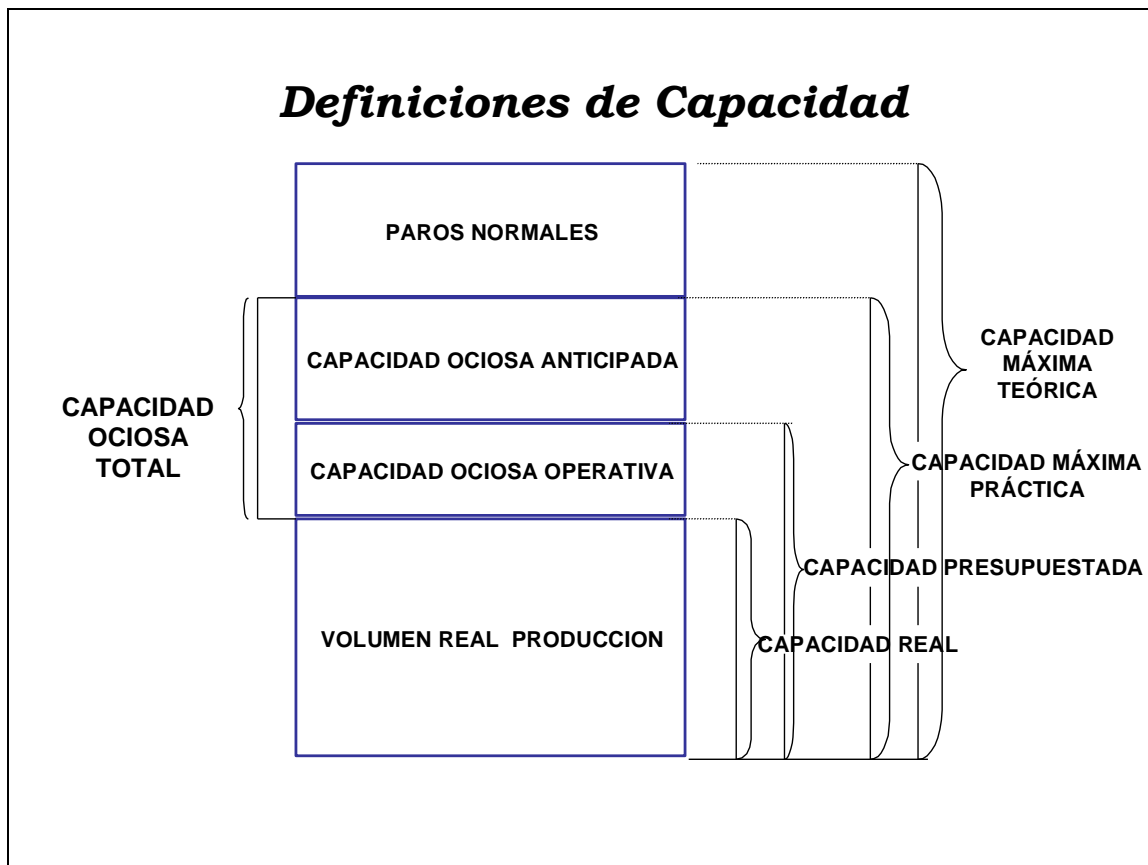 Definiciones de Capacidad
PAROS NORMALES
CAPACIDAD OCIOSA ANTICIPADA
CAPACIDAD OCIOSA OPERATIVA
VOLUMEN REAL  PRODUCCION
CAPACIDAD
OCIOSA
TOTAL
CAPACIDAD
MÁXIMA
TEÓRICA
CAPACIDAD MÁXIMA
PRÁCTICA
CAPACIDAD PRESUPUESTADA
CAPACIDAD REAL